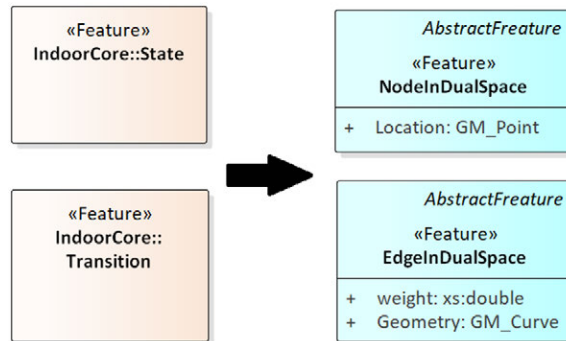 «Feature»
IndoorCore::State
«Feature»
IndoorCore::
Transition
AbstractFreature
«Feature»
NodeInDualSpace
+ Location: GM_Point
AbstractFreature
«Feature»
EdgeInDualSpace
+ weight: xs:double
+ Geometry: GM_Curve